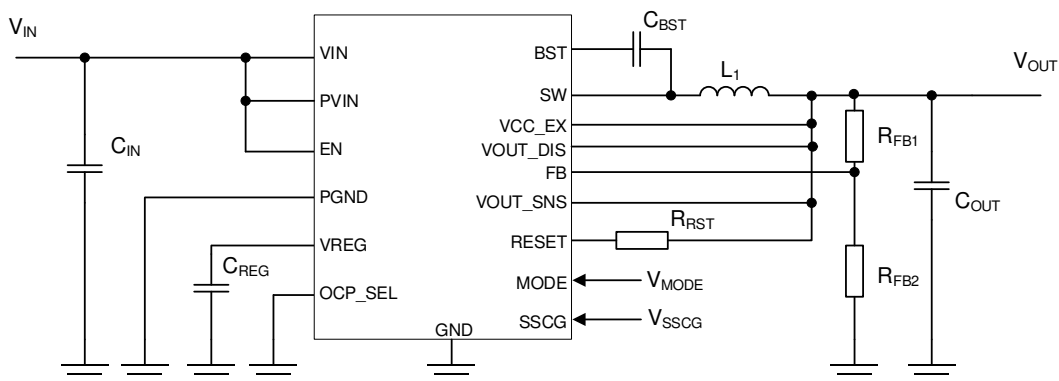 VIN
CIN
CREG
VIN
PVIN
EN
PGND
VREG
OCP_SEL
GND
BST
SW
VCC_EX
VOUT_DIS
FB
VOUT_SNS
RESET
MODE
SSCG
CBST
L1
VOUT
RFB1
RRST
COUT
RFB2
VMODE
VSSCG